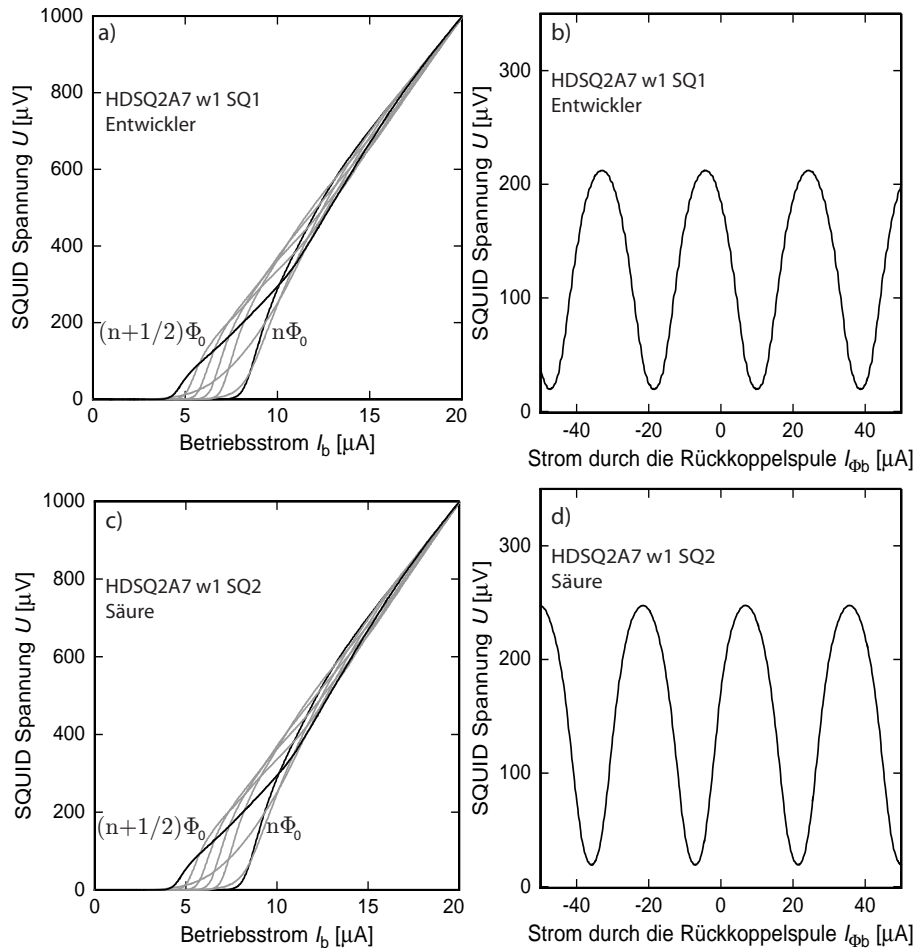 a)
HDSQ2A7 w1 SQ1
Entwickler
SQUID Spannung U [μV]
1000
800
600
400
200
0
(n+1/2)Φ₀
nΦ₀
0 5 10 15 20
Betriebsstrom I_b [μA]
b)
HDSQ2A7 w1 SQ1
Entwickler
SQUID Spannung U [μV]
300
200
100
0
-40 -20 0 20 40
Strom durch die Rückkoppelspule I_Φb [μA]
c)
HDSQ2A7 w1 SQ2
Säure
SQUID Spannung U [μV]
1000
800
600
400
200
0
(n+1/2)Φ₀
nΦ₀
0 5 10 15 20
Betriebsstrom I_b [μA]
d)
HDSQ2A7 w1 SQ2
Säure
SQUID Spannung U [μV]
300
200
100
0
-40 -20 0 20 40
Strom durch die Rückkoppelspule I_Φb [μA]